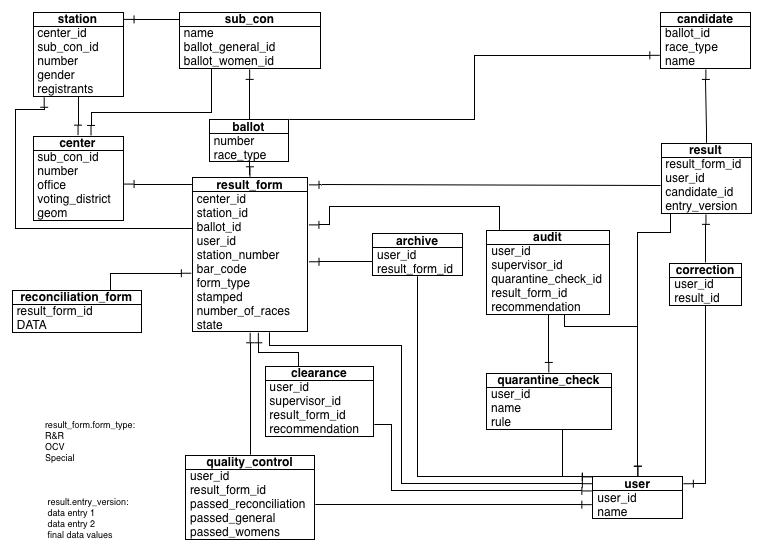 station
center_id
sub_con_id
number
gender
registrants
sub_con
name
ballot_general_id
ballot_women_id
candidate
ballot_id
race_type
name
ballot
number
race_type
center
sub_con_id
number
office
voting_district
geom
result
result_form_id
user_id
candidate_id
entry_version
result_form
center_id
station_id
ballot_id
user_id
station_number
bar_code
form_type
stamped
number_of_races
state
archive
user_id
result_form_id
audit
user_id
supervisor_id
quarantine_check_id
result_form_id
recommendation
correction
user_id
result_id
reconciliation_form
result_form_id
DATA
clearance
user_id
supervisor_id
result_form_id
recommendation
quarantine_check
user_id
name
rule
result_form.form_type:
R&R
OCV
Special
quality_control
user_id
result_form_id
passed_reconciliation
passed_general
passed_womens
user
user_id
name
result.entry_version:
data entry 1
data entry 2
final data values